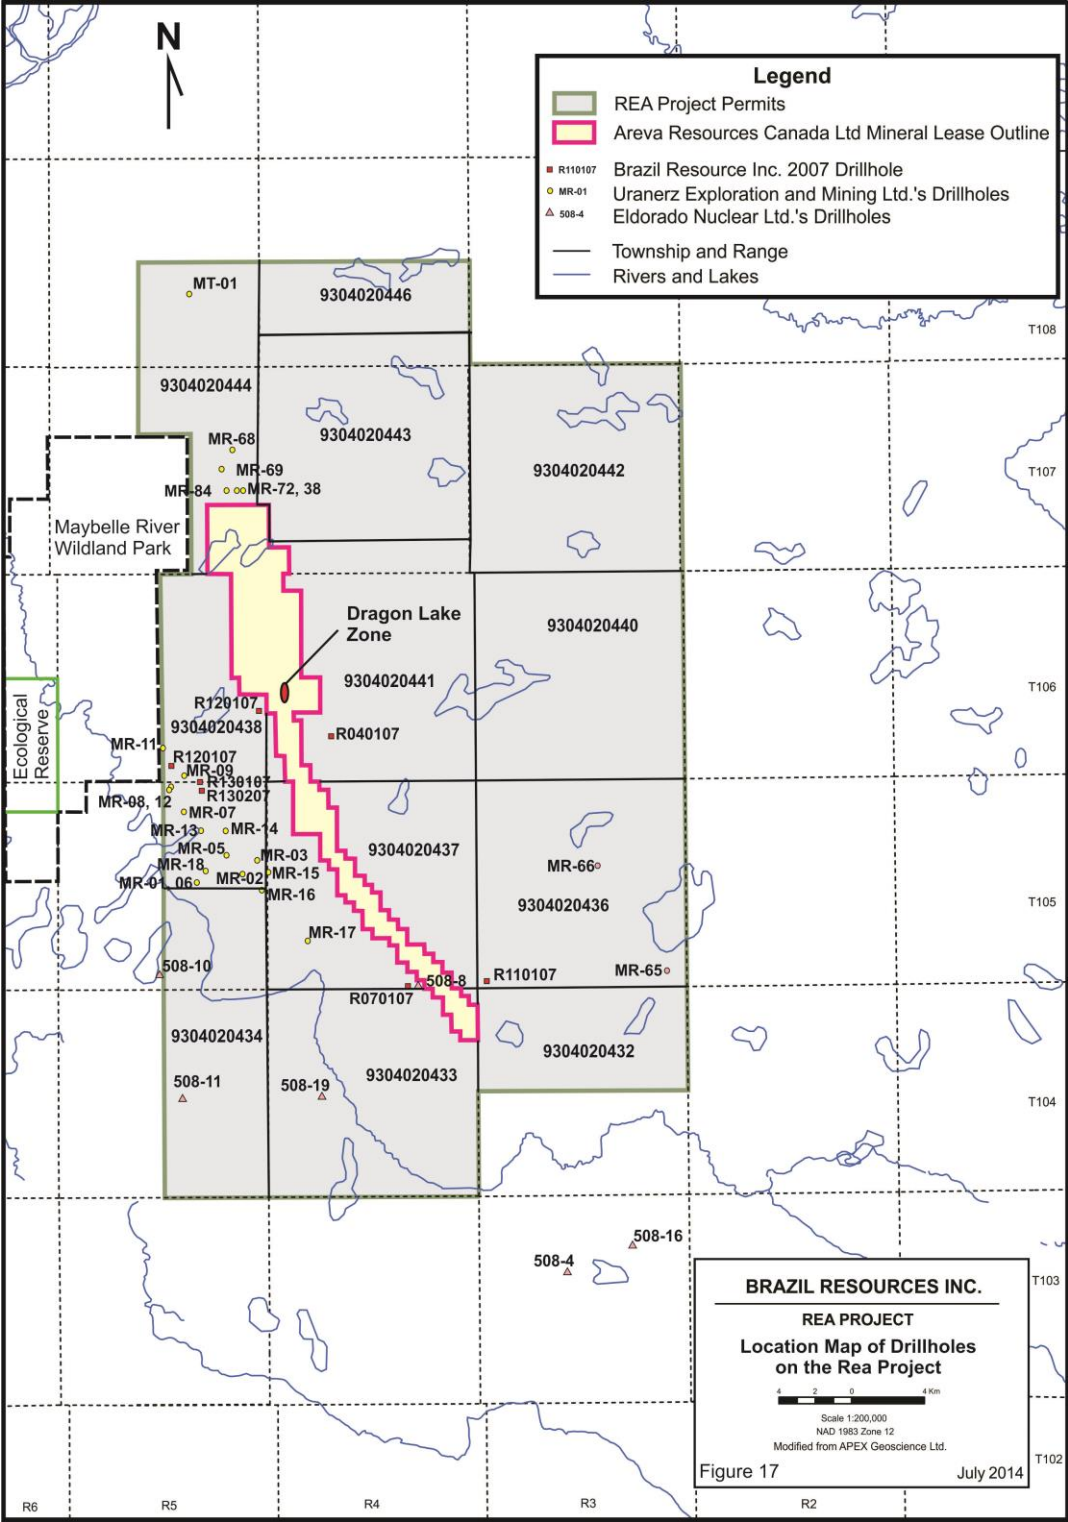 N
Legend
REA Project Permits
Areva Resources Canada Ltd Mineral Lease Outline
R110107 Brazil Resource Inc. 2007 Drillhole
MR-01 Uranerz Exploration and Mining Ltd.'s Drillholes
508-4 Eldorado Nuclear Ltd.'s Drillholes
Township and Range
Rivers and Lakes
MT-01
9304020446
T108
9304020444
9304020443
MR-68
MR-69
9304020442
T107
MR-84
MR-72, 38
Maybelle River
Wildland Park
Dragon Lake
Zone
9304020440
9304020441
T106
Ecological
Reserve
R120107
9304020438
R040107
MR-11
R120107
MR-09
R130107
R130207
MR-08, 12
MR-07
MR-13
MR-14
MR-05
9304020437
MR-03
MR-18
MR-15
MR-66
MR-01, 06
MR-02
MR-16
9304020436
T105
MR-17
508-10
MR-65
508-8
R110107
R070107
9304020434
9304020432
9304020433
508-11
508-19
T104
508-16
508-4
T103
BRAZIL RESOURCES INC.
REA PROJECT
Location Map of Drillholes
on the Rea Project
4 2 0 4 Km
Scale 1:200,000
NAD 1983 Zone 12
Modified from APEX Geoscience Ltd.
Figure 17
July 2014
T102
R6
R5
R4
R3
R2